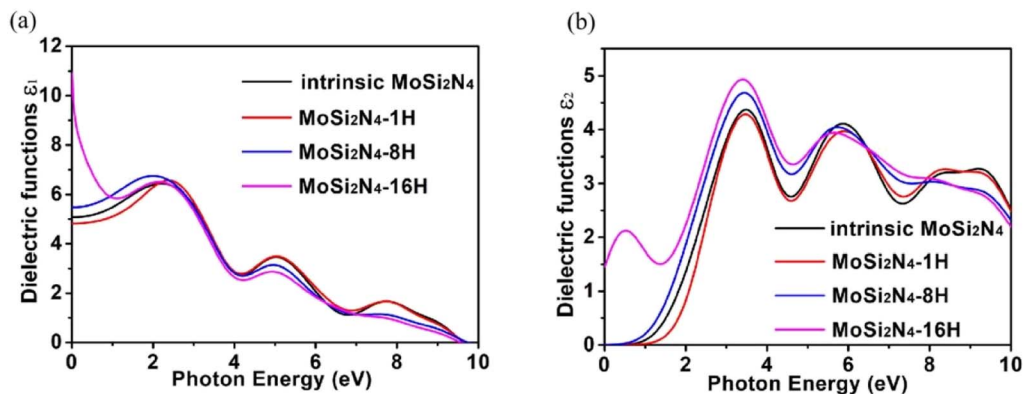 (a)
Dielectric functions ε₁
12
10
8
6
4
2
0
intrinsic MoSi₂N₄
MoSi₂N₄-1H
MoSi₂N₄-8H
MoSi₂N₄-16H
0 2 4 6 8 10
Photon Energy (eV)
(b)
Dielectric functions ε₂
5
4
3
2
1
0
intrinsic MoSi₂N₄
MoSi₂N₄-1H
MoSi₂N₄-8H
MoSi₂N₄-16H
0 2 4 6 8 10
Photon Energy (eV)